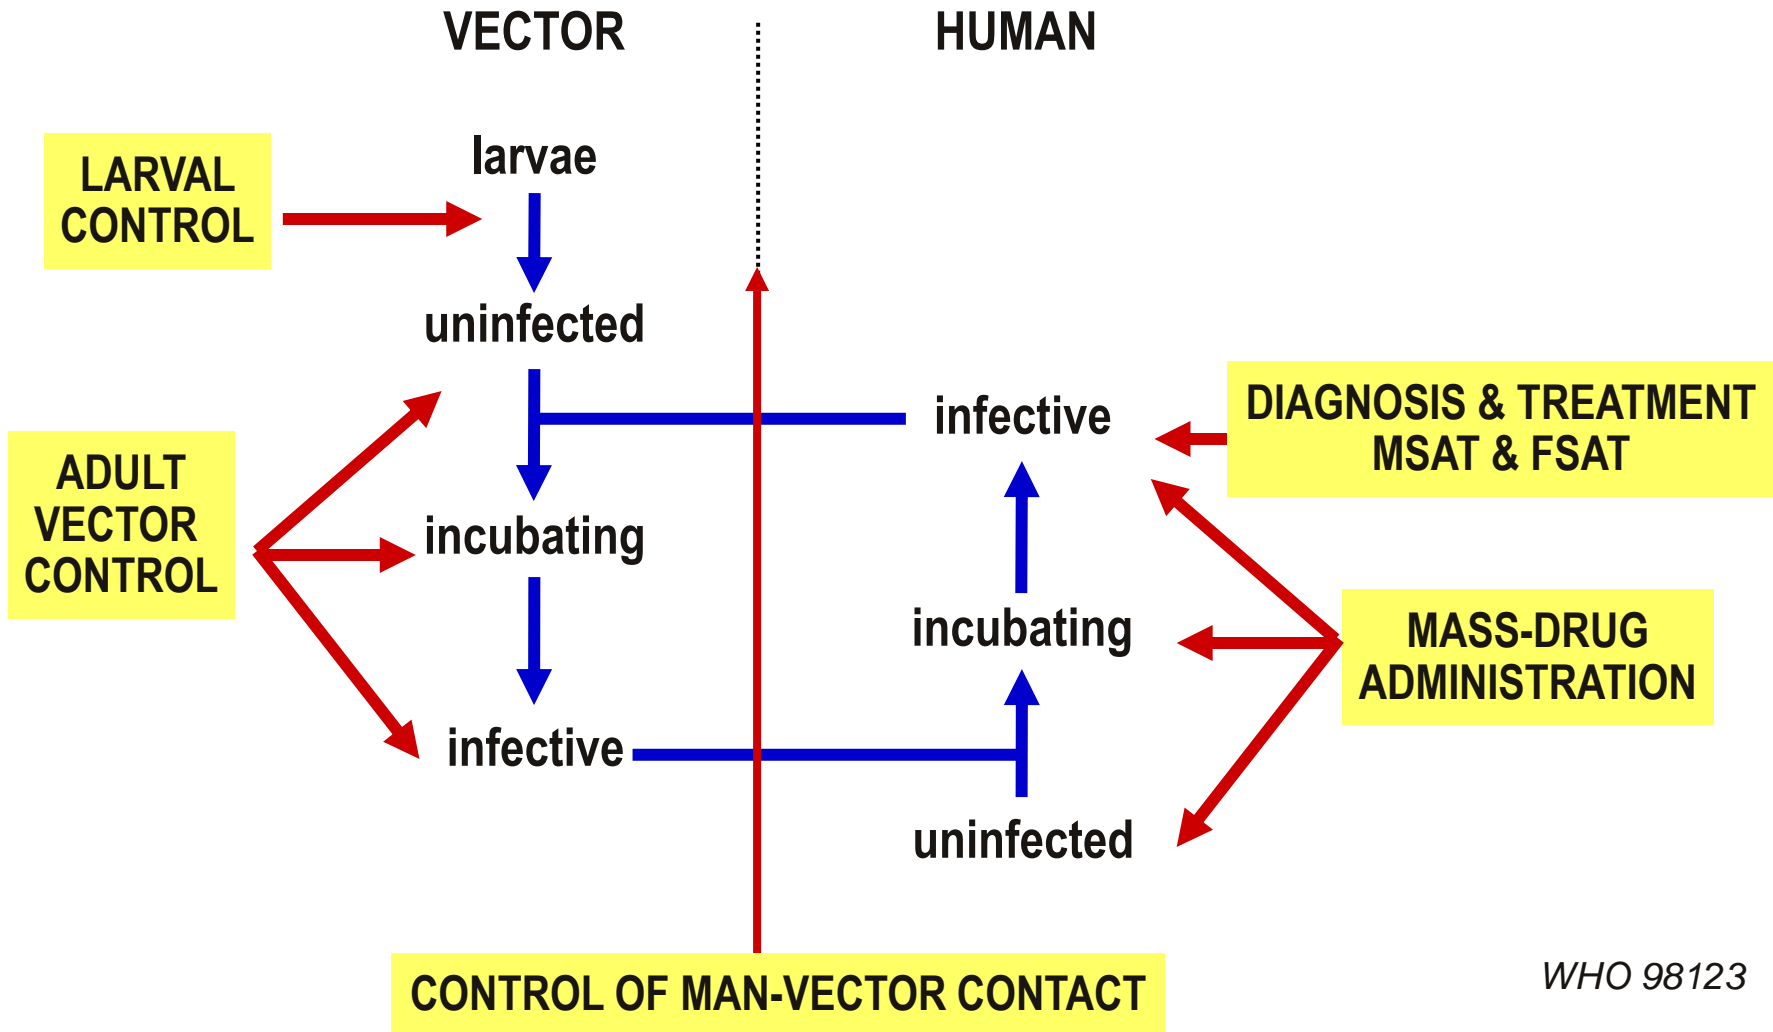 VECTOR
HUMAN
LARVAL
CONTROL
larvae
uninfected
ADULT
VECTOR
CONTROL
incubating
infective
infective
incubating
uninfected
DIAGNOSIS & TREATMENT
MSAT & FSAT
MASS-DRUG
ADMINISTRATION
CONTROL OF MAN-VECTOR CONTACT
WHO 98123